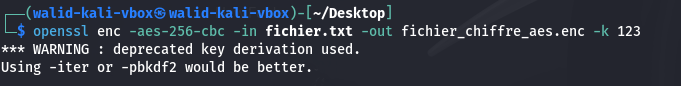 ┌──(walid-kali-vbox㉿walid-kali-vbox)-[~/Desktop]
└─$ openssl enc -aes-256-cbc -in fichier.txt -out fichier_chiffre_aes.enc -k 123
*** WARNING : deprecated key derivation used.
Using -iter or -pbkdf2 would be better.